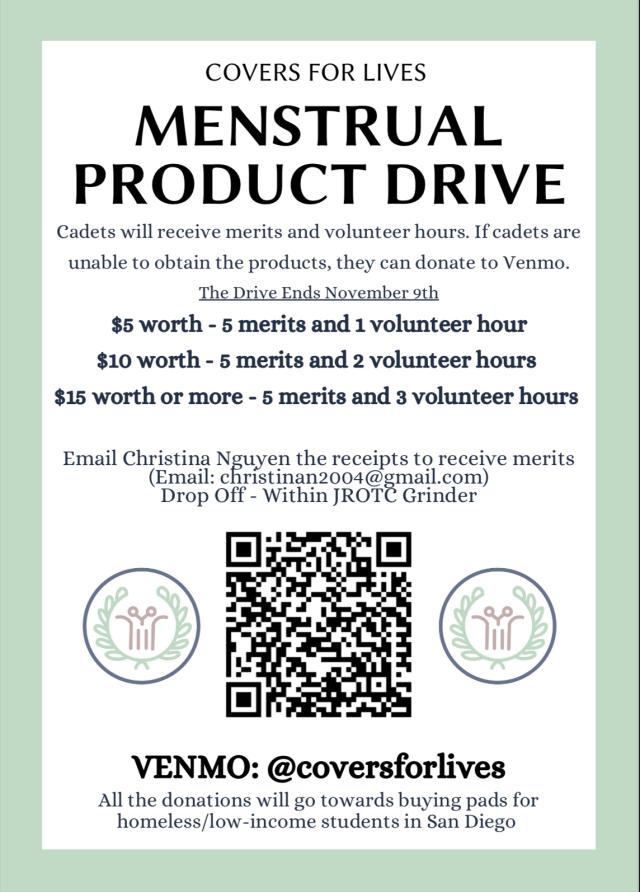 COVERS FOR LIVES
MENSTRUAL
PRODUCT DRIVE
Cadets will receive merits and volunteer hours. If cadets are
unable to obtain the products, they can donate to Venmo.
The Drive Ends November 9th
$5 worth - 5 merits and 1 volunteer hour
$10 worth - 5 merits and 2 volunteer hours
$15 worth or more - 5 merits and 3 volunteer hours
Email Christina Nguyen the receipts to receive merits
(Email: christinan2004@gmail.com)
Drop Off - Within JROTC Grinder
VENMO: @coversforlives
All the donations will go towards buying pads for
homeless/low-income students in San Diego